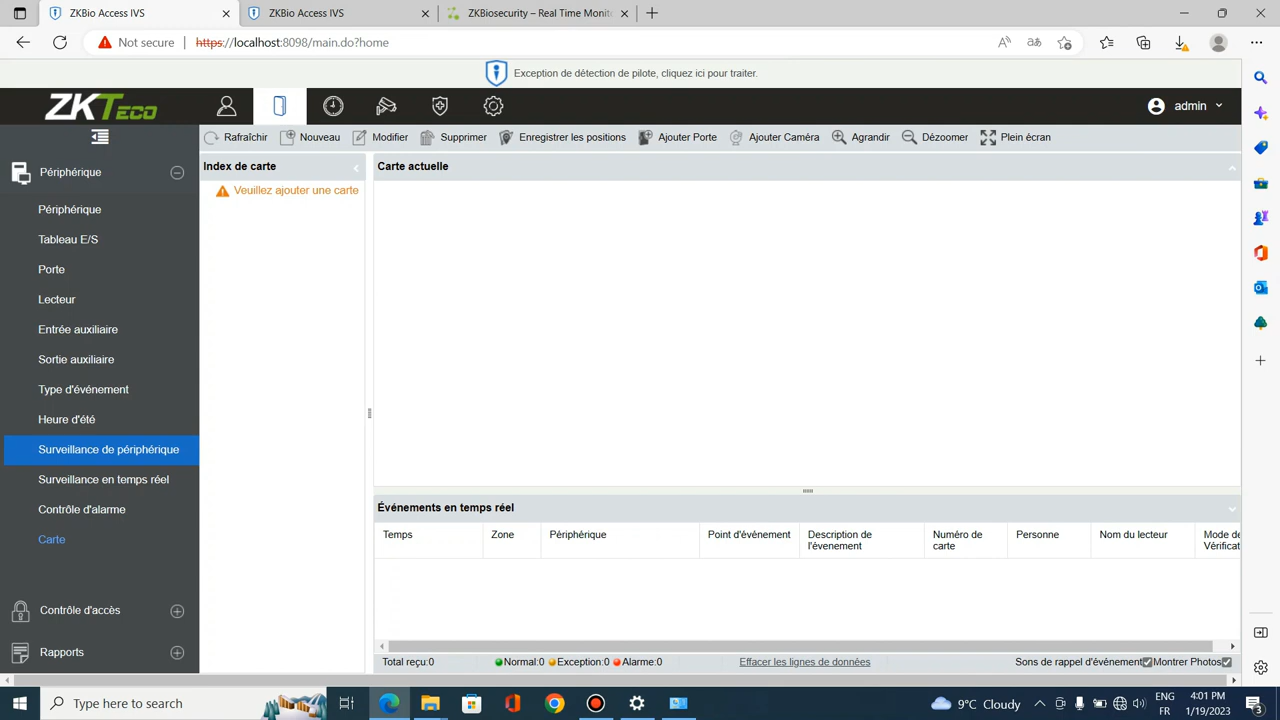 ZKBio Access IVS
ZKBio Access IVS
ZKBiosecurity – Real Time Monit
Not secure
https://localhost:8098/main.do?home
Exception de détection de pilote, cliquez ici pour traiter.
ZKTeco
admin
Rafraîchir
Nouveau
Modifier
Supprimer
Enregistrer les positions
Ajouter Porte
Ajouter Caméra
Agrandir
Dézoomer
Plein écran
Périphérique
Périphérique
Tableau E/S
Porte
Lecteur
Entrée auxiliaire
Sortie auxiliaire
Type d'événement
Heure d'été
Surveillance de périphérique
Surveillance en temps réel
Contrôle d'alarme
Carte
Contrôle d'accès
Rapports
Index de carte
Veuillez ajouter une carte
Carte actuelle
Événements en temps réel
Temps
Zone
Périphérique
Point d'événement
Description de
l'évenement
Numéro de
carte
Personne
Nom du lecteur
Mode de
Vérificat
Total reçu:0
Normal:0
Exception:0
Alarme:0
Effacer les lignes de données
Sons de rappel d'événement
Montrer Photos
Type here to search
9°C Cloudy
ENG
FR
4:01 PM
1/19/2023
3